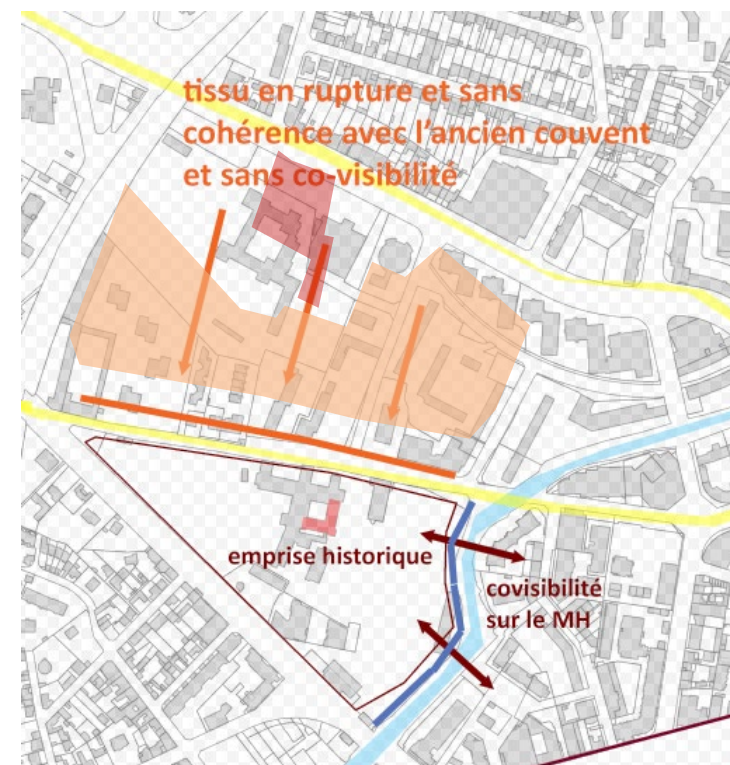 tissu en rupture et sans
cohérence avec l'ancien couvent
et sans co-visibilité
emprise historique
covisibilité
sur le MH